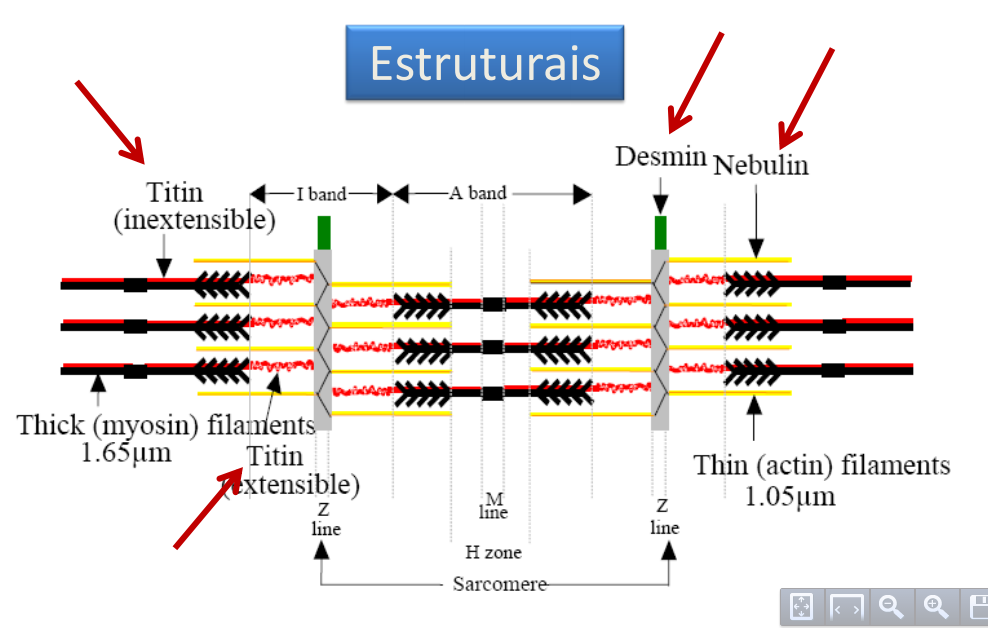 Estruturais
Desmin
Nebulin
Titin
(inextensible)
I band
A band
Thick (myosin) filaments
1.65µm
Titin
(extensible)
Thin (actin) filaments
1.05µm
Z
line
M
line
Z
line
H zone
Sarcomere